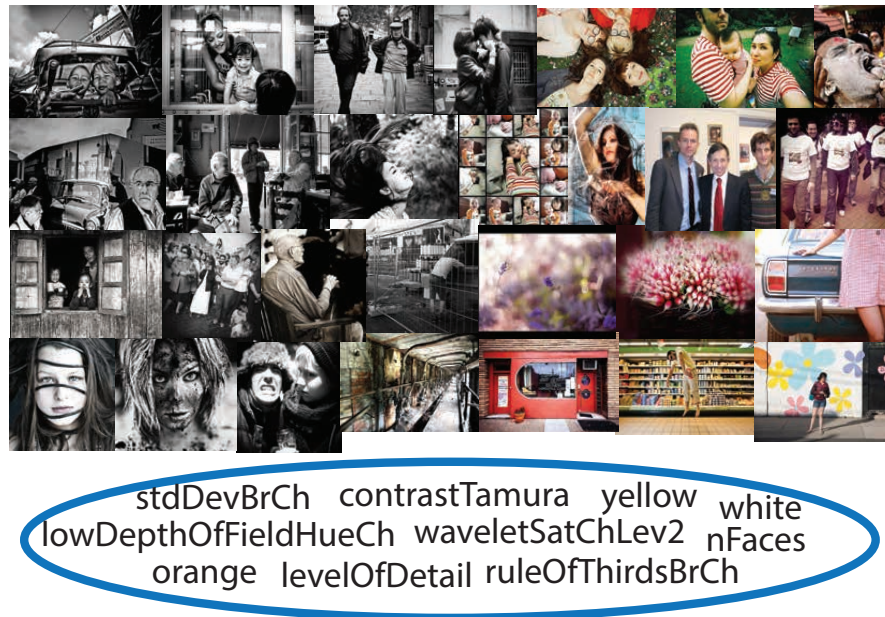 stdDevBrCh contrastTamura yellow white
lowDepthOfFieldHueCh waveletSatChLev2 nFaces
orange levelOfDetail ruleOfThirdsBrCh